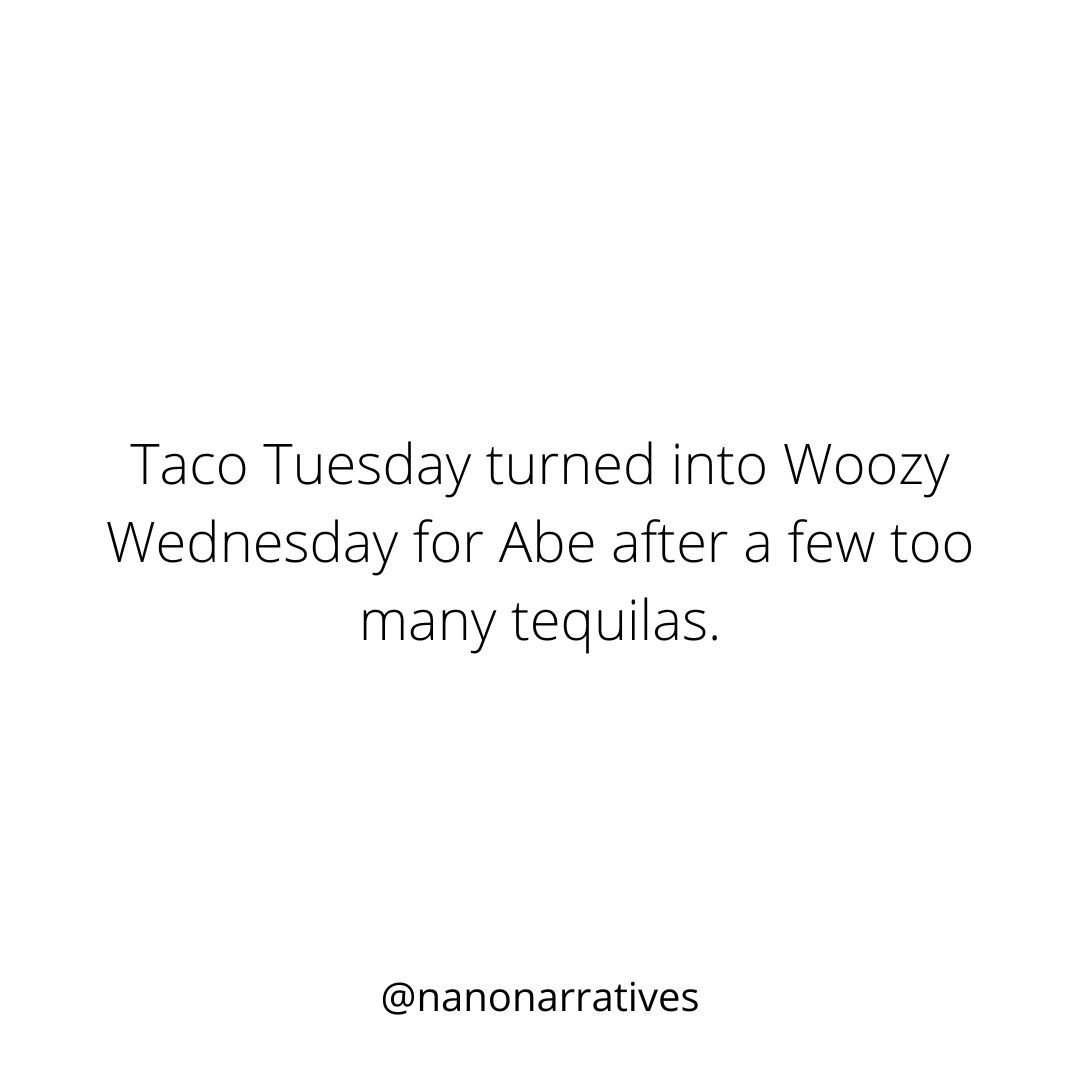 Taco Tuesday turned into Woozy
Wednesday for Abe after a few too
many tequilas.
@nanonarratives